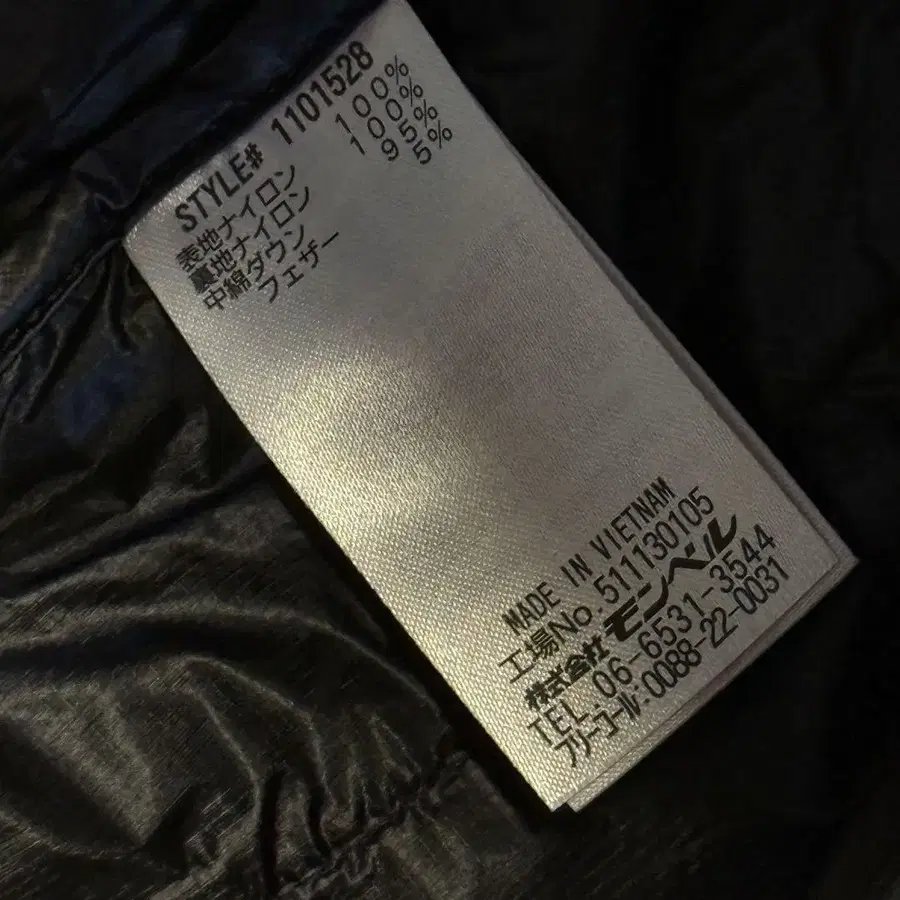 STYLE# 1101528
表地ナイロン 100%
裏地ナイロン 100%
中綿ダウン 95%
フェザー 5%
MADE IN VIETNAM
工場No.511130105
株式会社モンベル
TEL.06-6531-3544
フリーコール:0088-22-0031